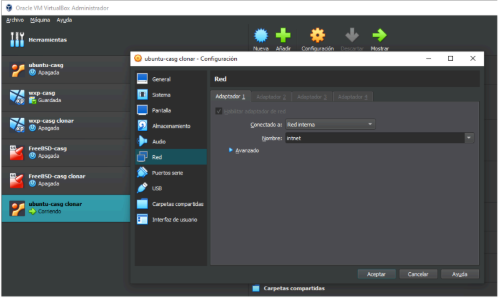 Oracle VM VirtualBox Administrador
Archivo Máquina Ayuda
Herramientas
Nueva Añadir Configuración Descartar Mostrar
ubuntu-casg
Apagada
wxp-casg
Guardada
wxp-casg clonar
Apagada
FreeBSD-casg
Apagada
FreeBSD-casg clonar
Apagada
ubuntu-casg clonar
Corriendo
ubuntu-casg clonar - Configuración
General
Sistema
Pantalla
Almacenamiento
Audio
Red
Puertos serie
USB
Carpetas compartidas
Interfaz de usuario
Red
Adaptador 1 Adaptador 2 Adaptador 3 Adaptador 4
Habilitar adaptador de red
Conectado a: Red interna
Nombre: intnet
Avanzado
Aceptar Cancelar Ayuda
Carpetas compartidas